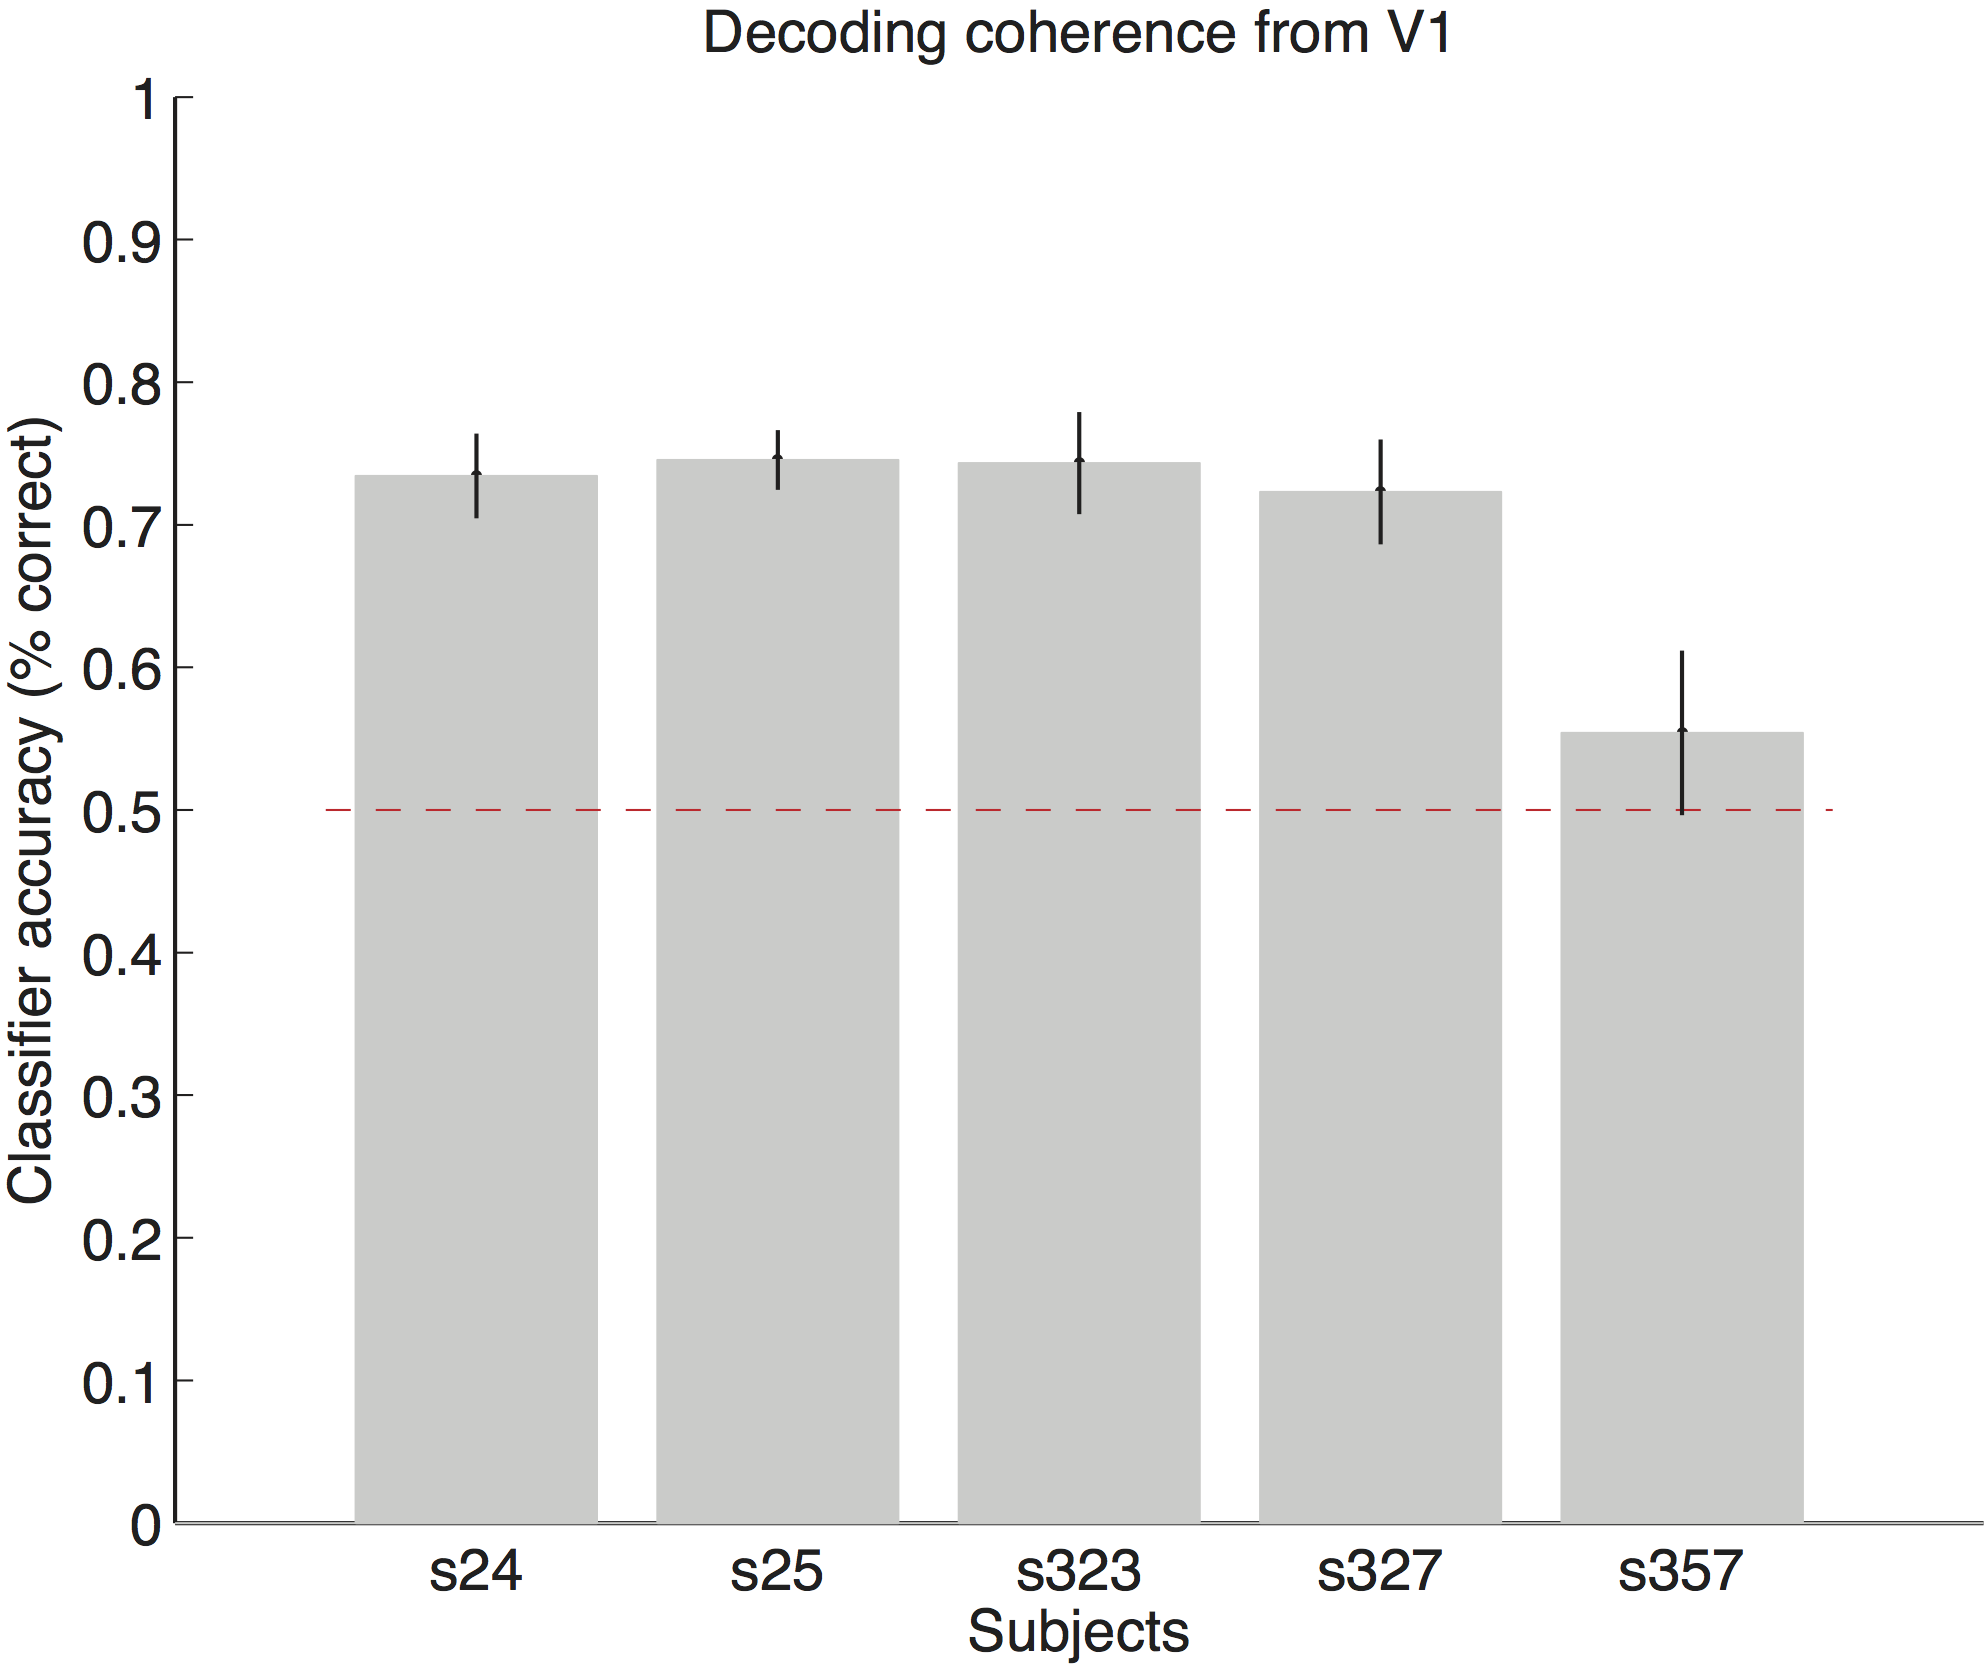 Decoding coherence from V1
Classifier accuracy (% correct)
1
0.9
0.8
0.7
0.6
0.5
0.4
0.3
0.2
0.1
0
s24 s25 s323 s327 s357
Subjects